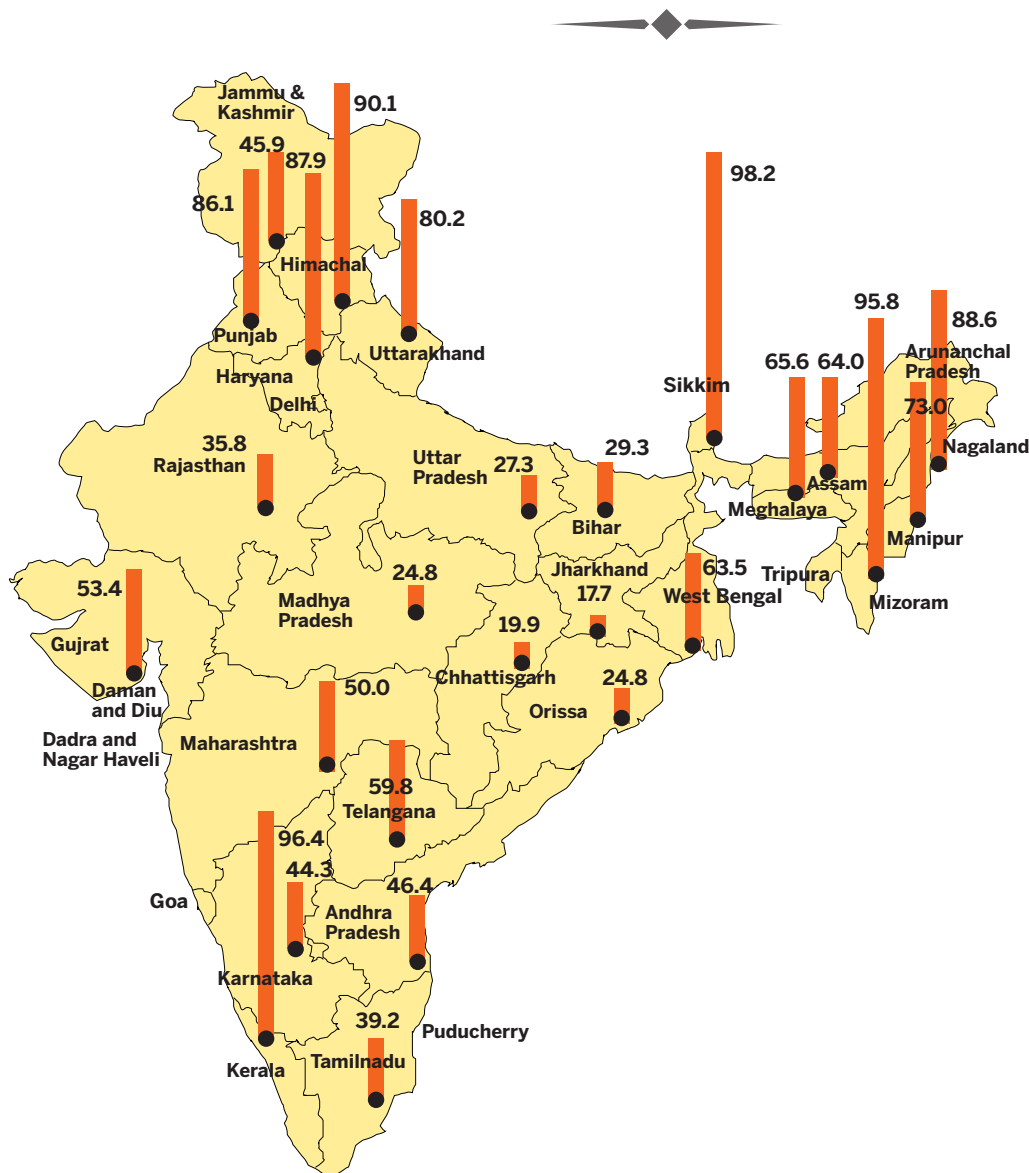 Jammu &
Kashmir
90.1
45.9
87.9
86.1
98.2
80.2
Himachal
Punjab
Uttarakhand
Haryana
Delhi
95.8
88.6
Arunanchal
Pradesh
65.6
64.0
Sikkim
73.0
Nagaland
35.8
Rajasthan
Uttar
Pradesh
27.3
29.3
Bihar
Assam
Meghalaya
Manipur
53.4
Gujrat
Daman
and Diu
Dadra and
Nagar Haveli
Madhya
Pradesh
24.8
Jharkhand
17.7
63.5
West Bengal
Tripura
Mizoram
19.9
Chhattisgarh
24.8
Orissa
50.0
Maharashtra
59.8
Telangana
96.4
44.3
46.4
Goa
Andhra
Pradesh
Karnataka
39.2
Puducherry
Tamilnadu
Kerala